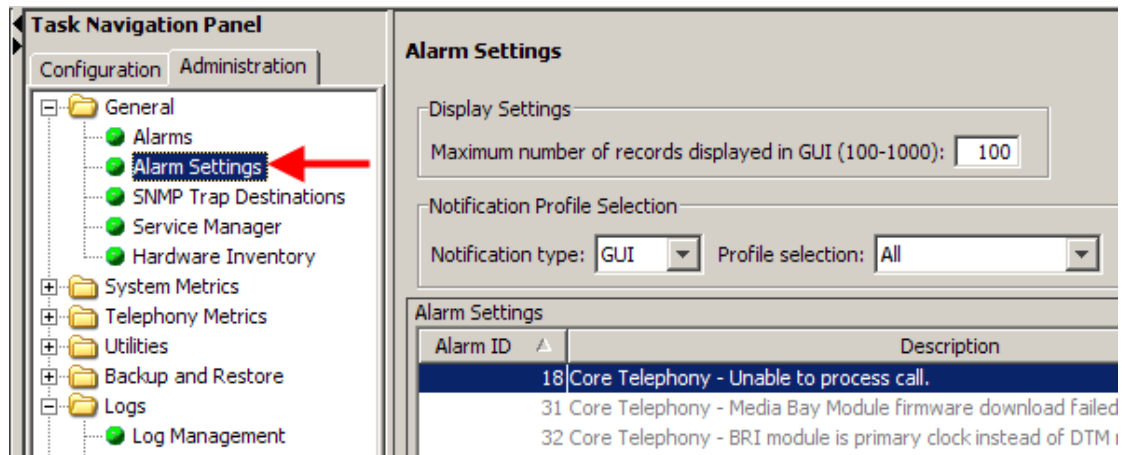 Task Navigation Panel
Configuration
Administration
General
Alarms
Alarm Settings
SNMP Trap Destinations
Service Manager
Hardware Inventory
System Metrics
Telephony Metrics
Utilities
Backup and Restore
Logs
Log Management
Alarm Settings
Display Settings
Maximum number of records displayed in GUI (100-1000): 100
Notification Profile Selection
Notification type: GUI Profile selection: All
Alarm Settings
Alarm ID Description
18 Core Telephony - Unable to process call.
31 Core Telephony - Media Bay Module firmware download failed
32 Core Telephony - BRI module is primary clock instead of DTM